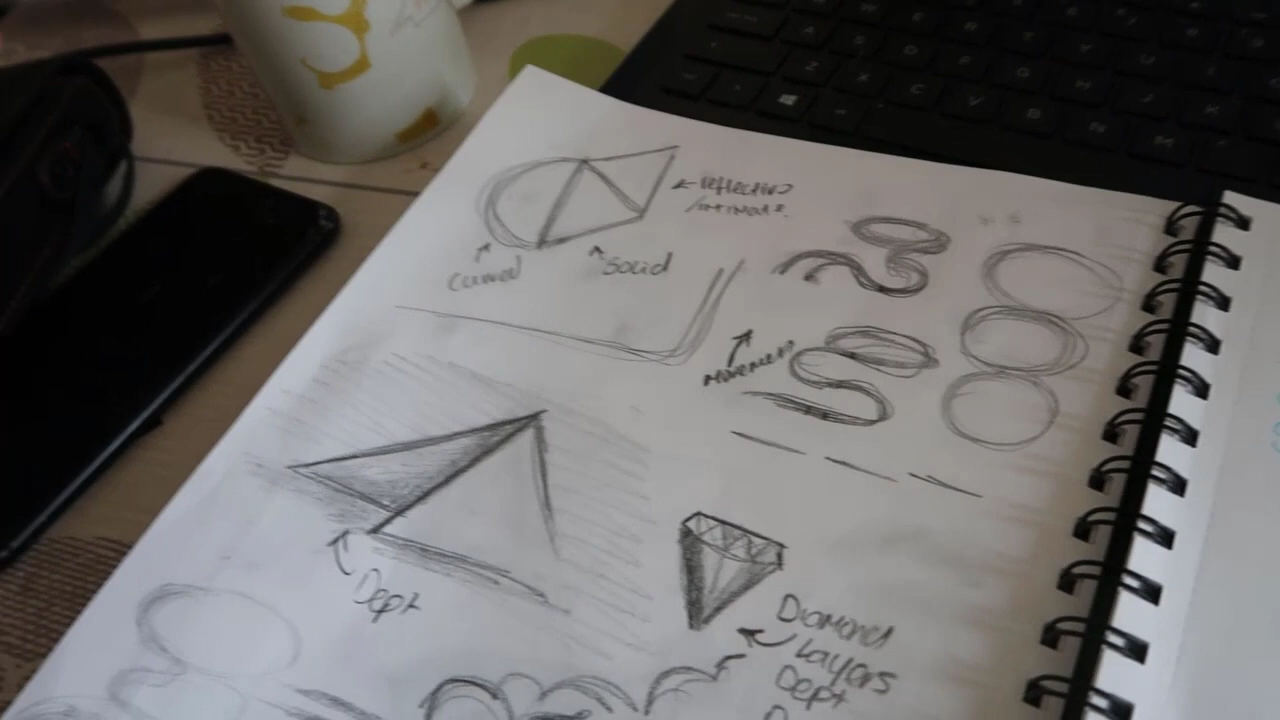 reflective
Curved
Solid
Movement
Dept
Diamond
Layers
Dept